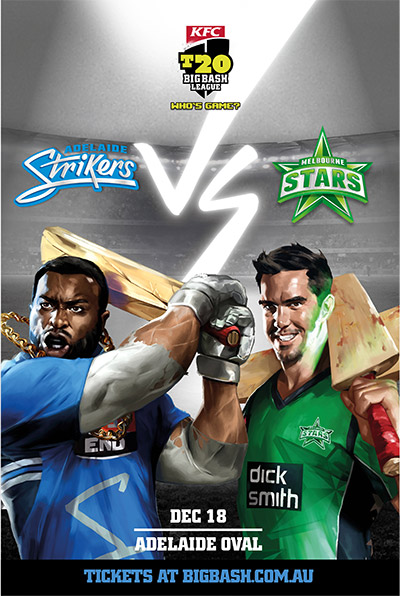 KFC
T20
BIG BASH
LEAGUE
WHO'S GAME?
ADELAIDE
Strikers
VS
MELBOURNE
STARS
END
STARS
dick
smith
DEC 18
ADELAIDE OVAL
TICKETS AT BIGBASH.COM.AU